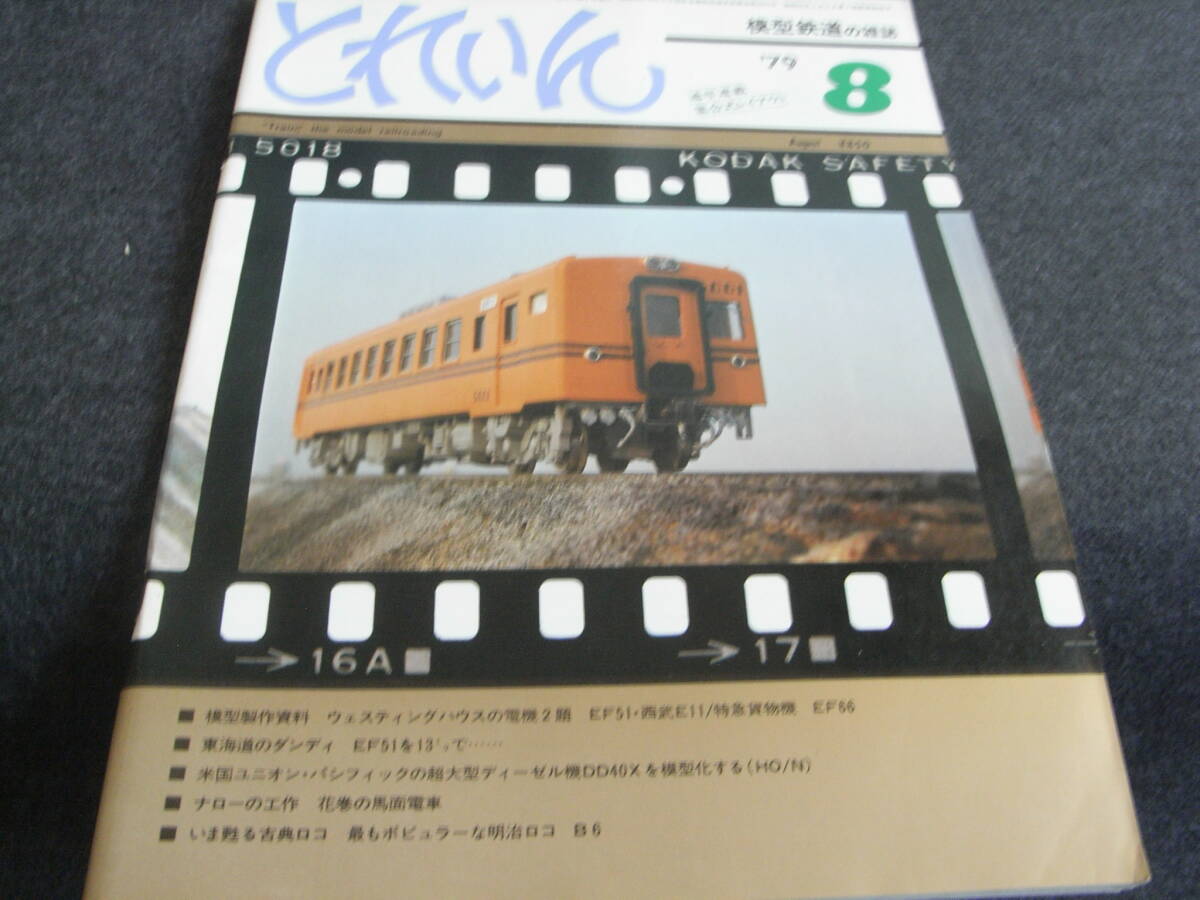 模型鉄道の雑誌
とれいん
'79 8
"Train" the model railroading
5018
KODAK SAFETY
661
→16A
→17
■ 模型製作資料 ウェスティングハウスの電機2題 EF51・西武E11/特急貨物機 EF66
■ 東海道のダンディ EF51を13㍉で……
■ 米国ユニオン・パシフィックの超大型ディーゼル機DD40Xを模型化する(HO/N)
■ ナローの工作 花巻の馬面電車
■ いま甦る古典ロコ 最もポピュラーな明治ロコ B6